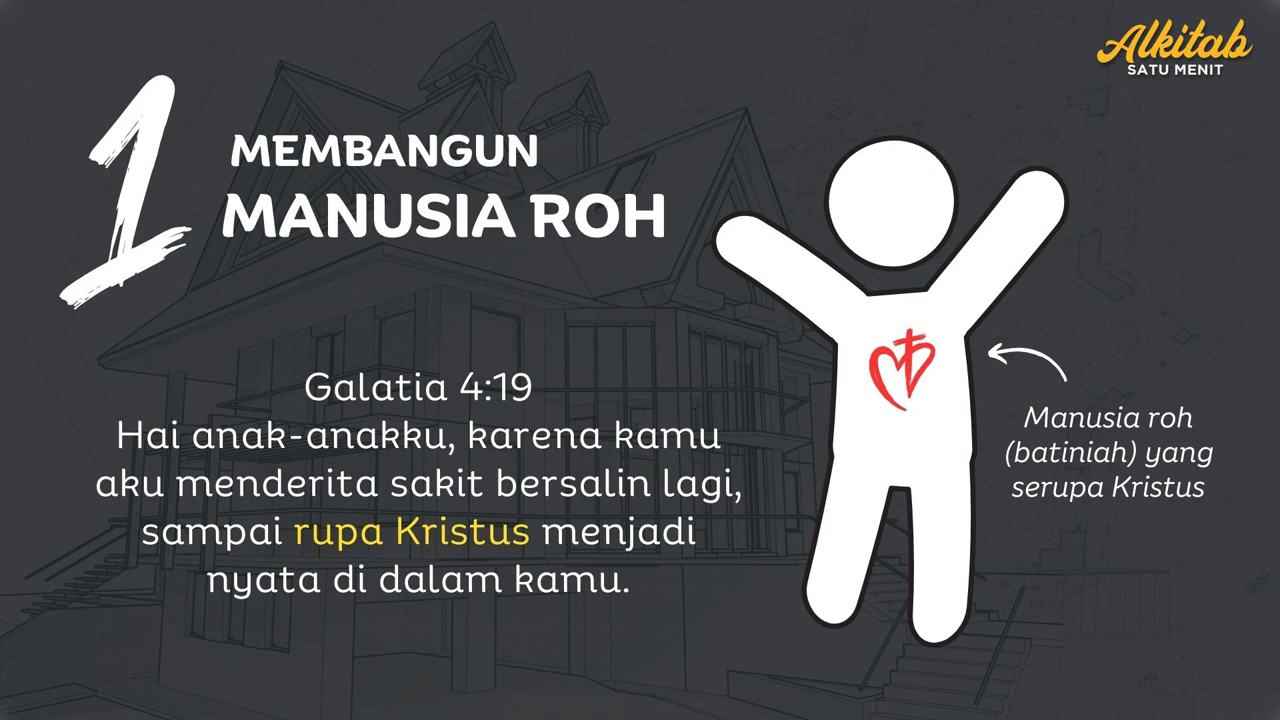 Alkitab
SATU MENIT
1
MEMBANGUN
MANUSIA ROH
Galatia 4:19
Hai anak-anakku, karena kamu
aku menderita sakit bersalin lagi,
sampai rupa Kristus menjadi
nyata di dalam kamu.
Manusia roh
(batiniah) yang
serupa Kristus